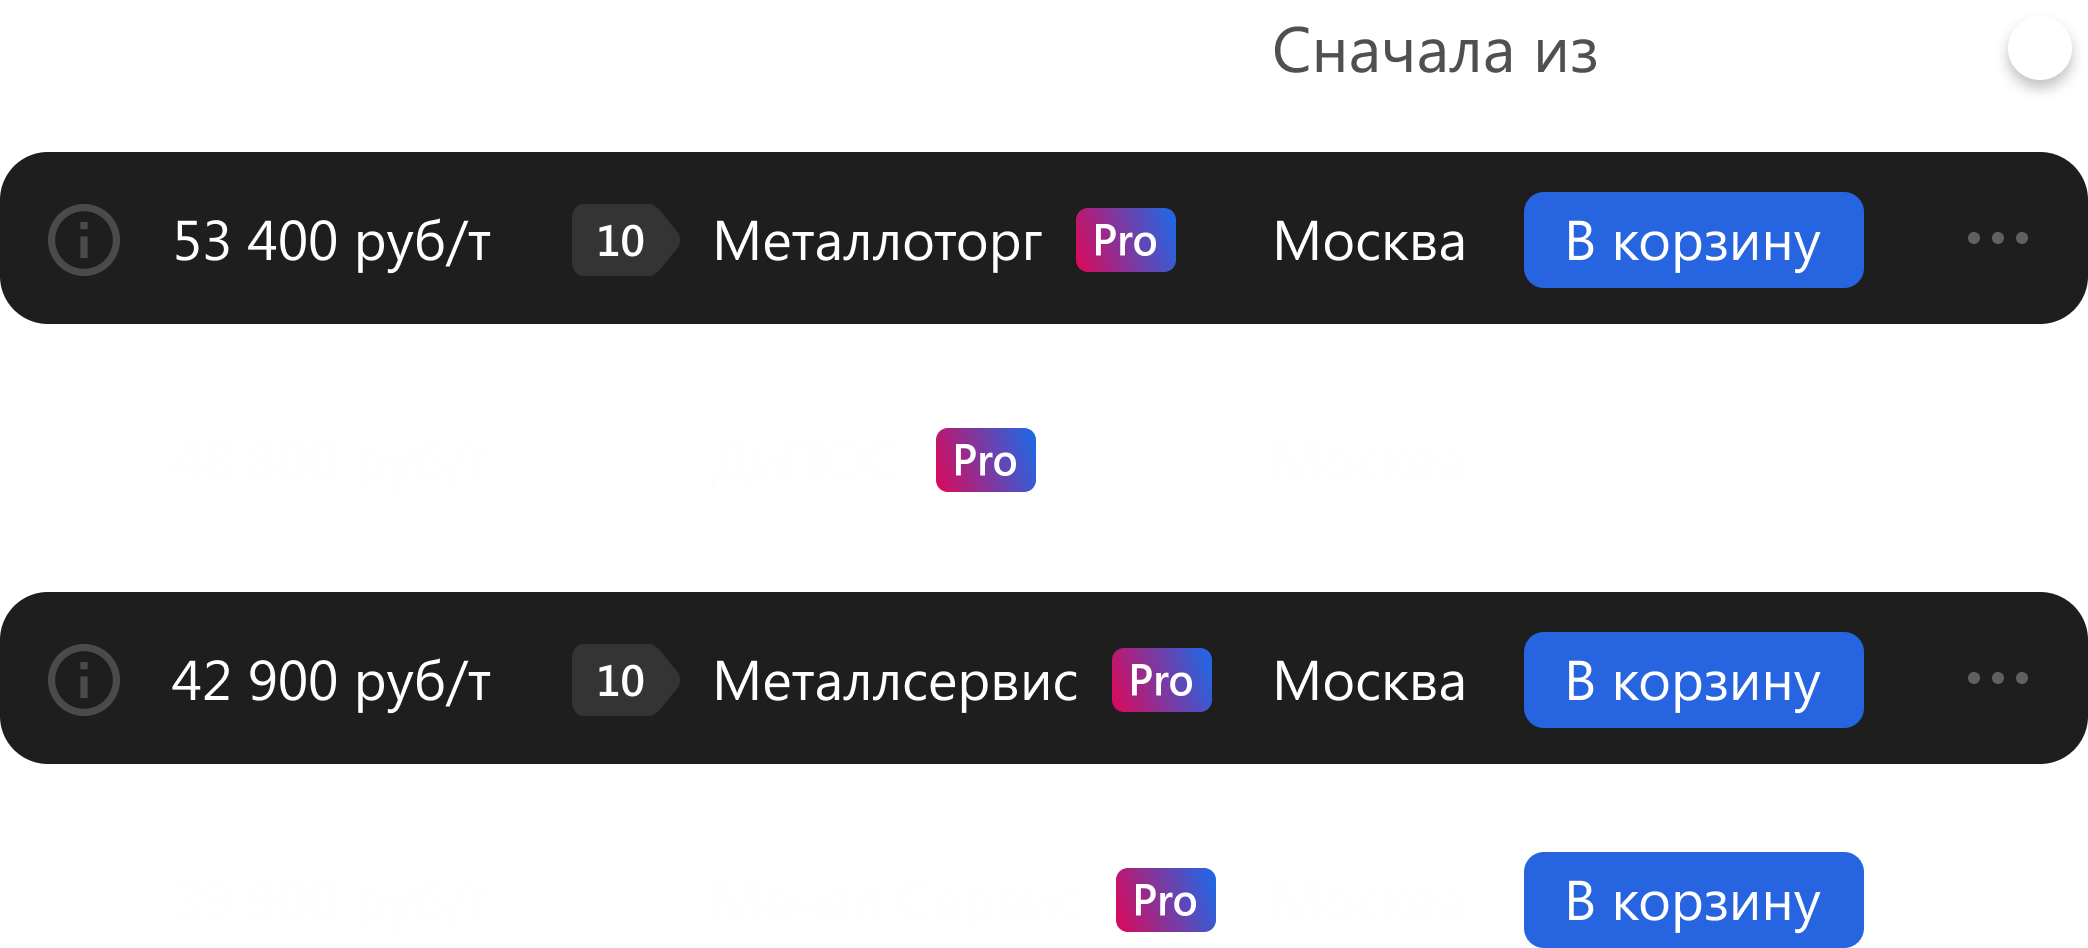 Сначала из
53 400 руб/т 10 Металлоторг Pro Москва В корзину
Pro
42 900 руб/т 10 Металлсервис Pro Москва В корзину
Pro В корзину